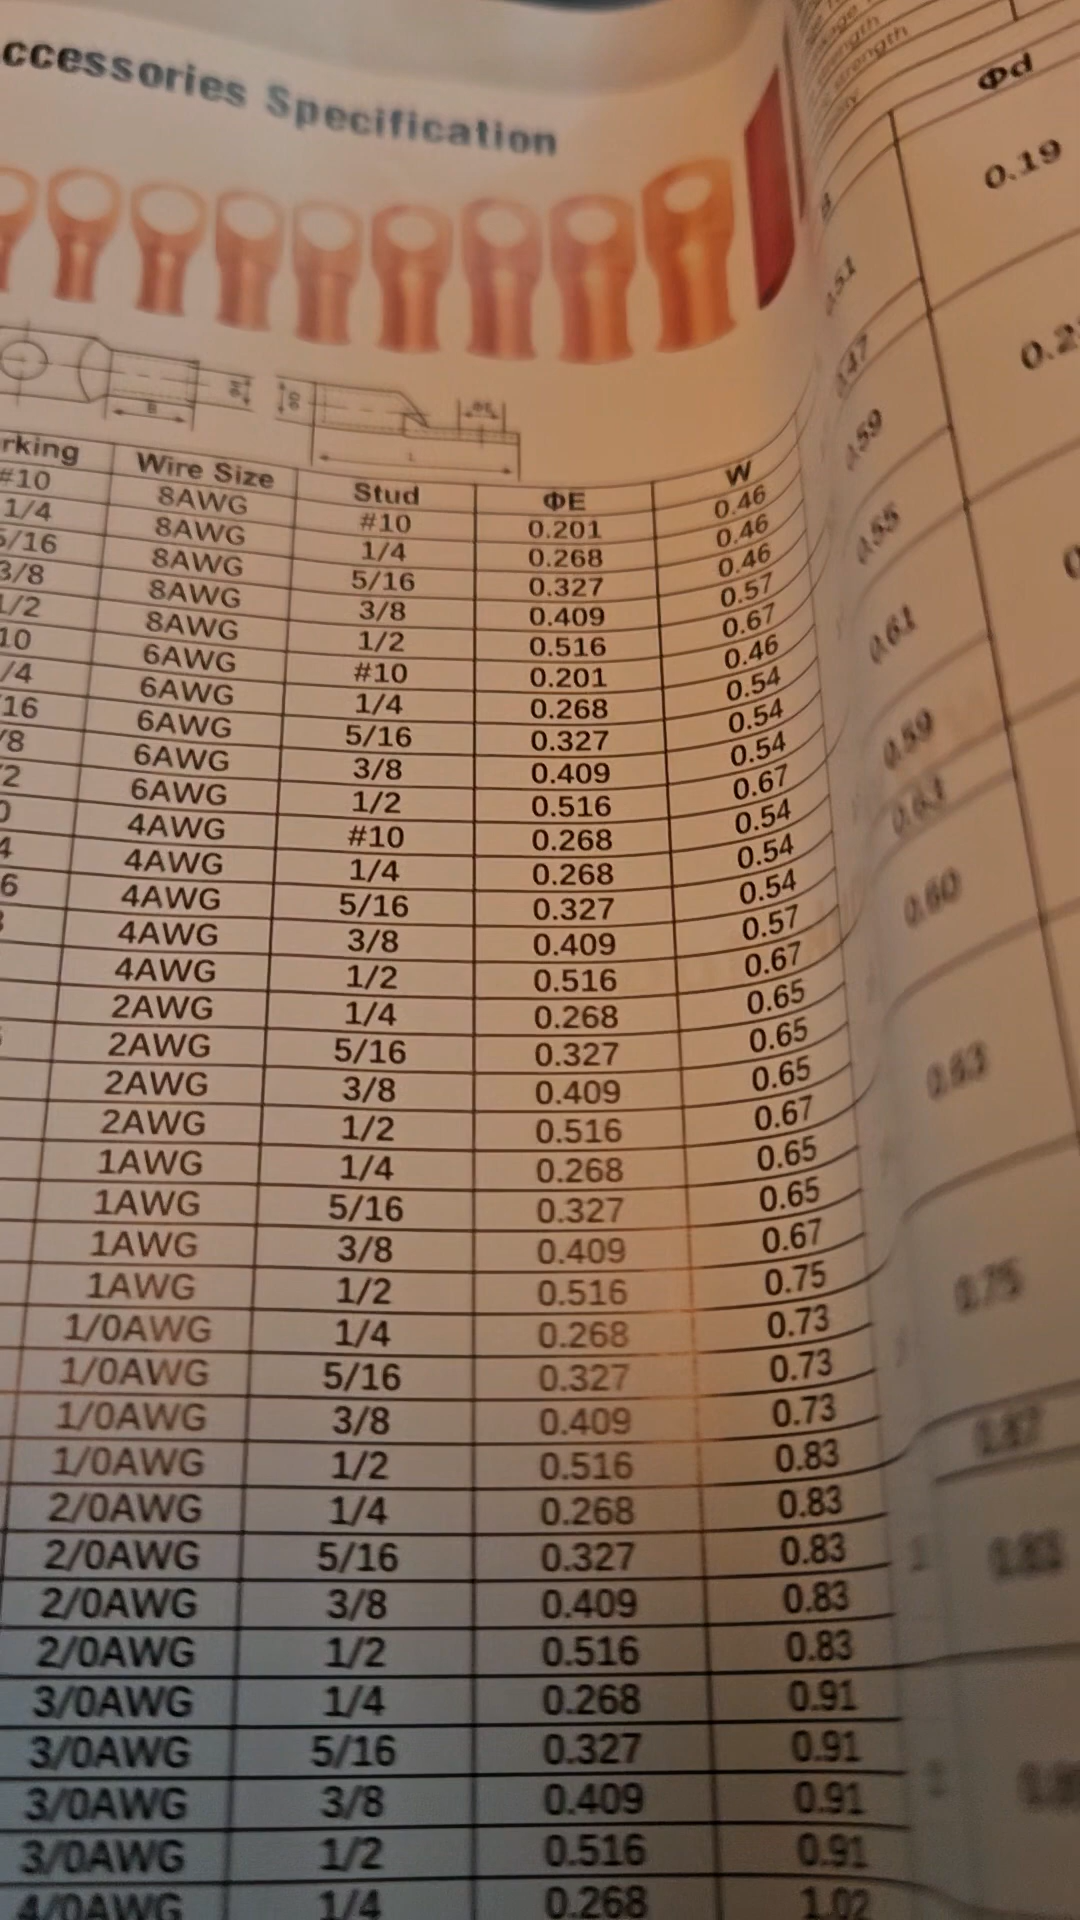 ccessories Specification
rking Wire Size Stud ΦE W
#10 8AWG #10 0.201 0.46
1/4 8AWG 1/4 0.268 0.46
5/16 8AWG 5/16 0.327 0.46
3/8 8AWG 3/8 0.409 0.57
1/2 8AWG 1/2 0.516 0.67
10 6AWG #10 0.201 0.46
/4 6AWG 1/4 0.268 0.54
16 6AWG 5/16 0.327 0.54
/8 6AWG 3/8 0.409 0.54
2 6AWG 1/2 0.516 0.67
0 4AWG #10 0.268 0.54
4 4AWG 1/4 0.268 0.54
6 4AWG 5/16 0.327 0.54
4AWG 3/8 0.409 0.57
4AWG 1/2 0.516 0.67
2AWG 1/4 0.268 0.65
2AWG 5/16 0.327 0.65
2AWG 3/8 0.409 0.65
2AWG 1/2 0.516 0.67
1AWG 1/4 0.268 0.65
1AWG 5/16 0.327 0.65
1AWG 3/8 0.409 0.67
1AWG 1/2 0.516 0.75
1/0AWG 1/4 0.268 0.73
1/0AWG 5/16 0.327 0.73
1/0AWG 3/8 0.409 0.73
1/0AWG 1/2 0.516 0.83
2/0AWG 1/4 0.268 0.83
2/0AWG 5/16 0.327 0.83
2/0AWG 3/8 0.409 0.83
2/0AWG 1/2 0.516 0.83
3/0AWG 1/4 0.268 0.91
3/0AWG 5/16 0.327 0.91
3/0AWG 3/8 0.409 0.91
3/0AWG 1/2 0.516 0.91
4/0AWG 1/4 0.268 1.02
Φd
0.19
0.2
.51
.47
0.59
0.55
0.61
0.59
0.61
0.60
0.63
0.75